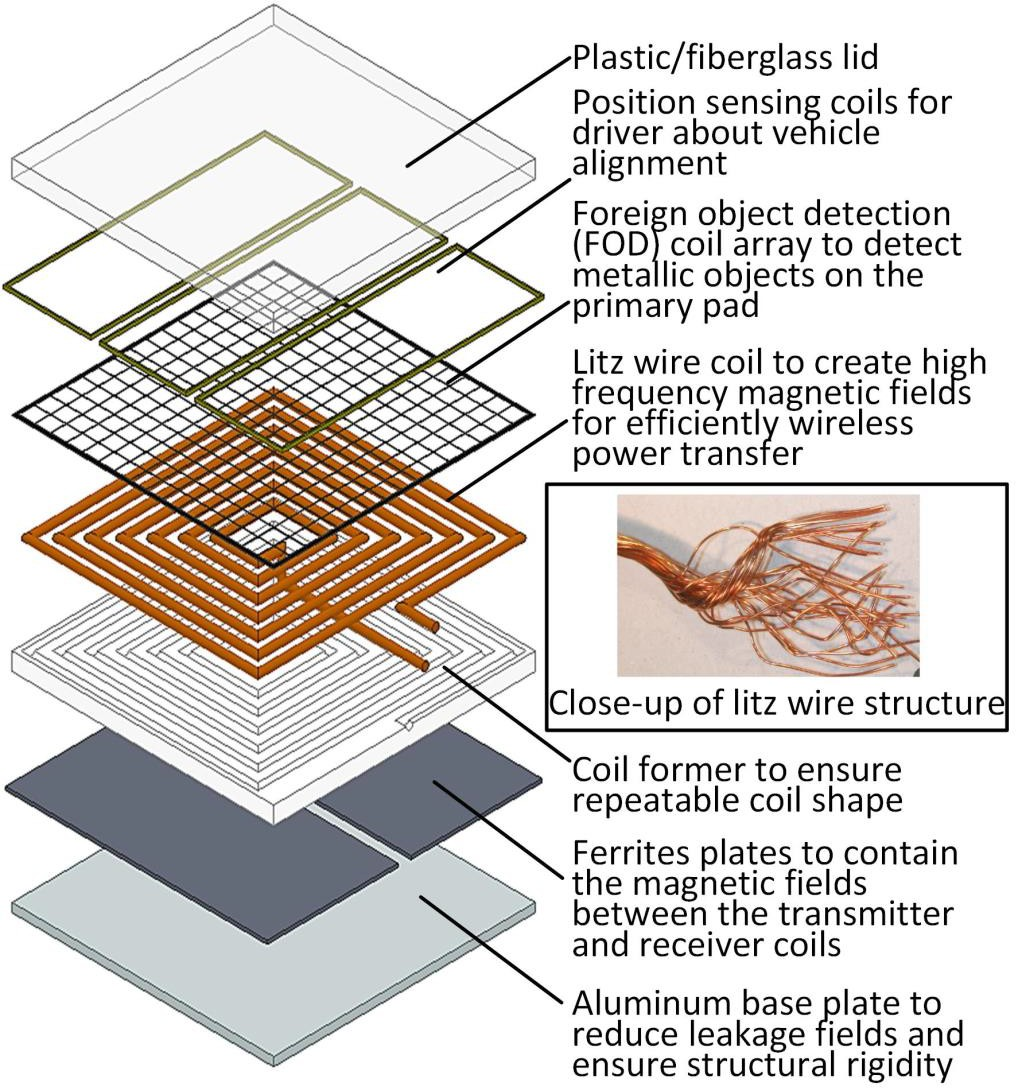 Plastic/fiberglass lid
Position sensing coils for
driver about vehicle
alignment
Foreign object detection
(FOD) coil array to detect
metallic objects on the
primary pad
Litz wire coil to create high
frequency magnetic fields
for efficiently wireless
power transfer
Close-up of litz wire structure
Coil former to ensure
repeatable coil shape
Ferrites plates to contain
the magnetic fields
between the transmitter
and receiver coils
Aluminum base plate to
reduce leakage fields and
ensure structural rigidity